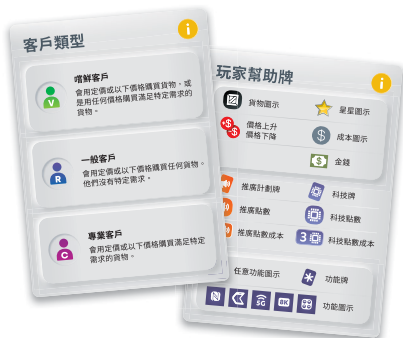 客戶類型
i
嚐鮮客戶
會用定價或以下價格購買貨物，或
是用任何價格購買滿足特定需求的
貨物。
V
一般客戶
會用定價或以下價格購買任何貨物。
他們沒有特定需求。
R
專業客戶
會用定價或以下價格購買滿足特定
需求的貨物。
C
玩家幫助牌
i
貨物圖示
星星圖示
+$
-$
價格上升
價格下降
$
成本圖示
$
金錢
推廣計劃牌
科技牌
推廣點數
科技點數
推廣點數成本
3
科技點數成本
任意功能圖示
功能牌
N
5G
8K
功能圖示